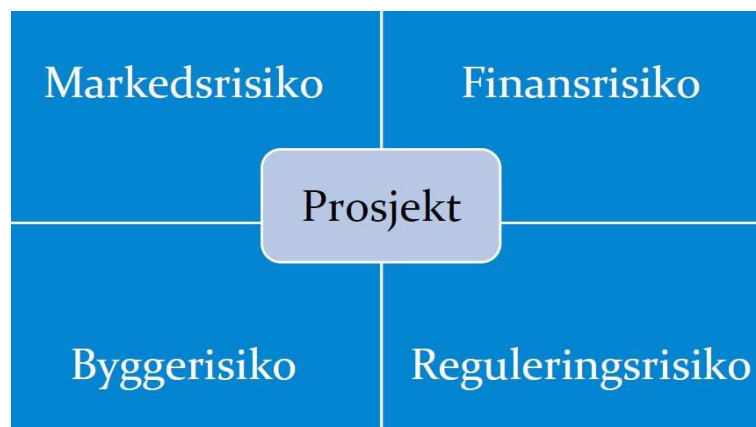 Markedsrisiko
Finansrisiko
Prosjekt
Byggerisiko
Reguleringsrisiko